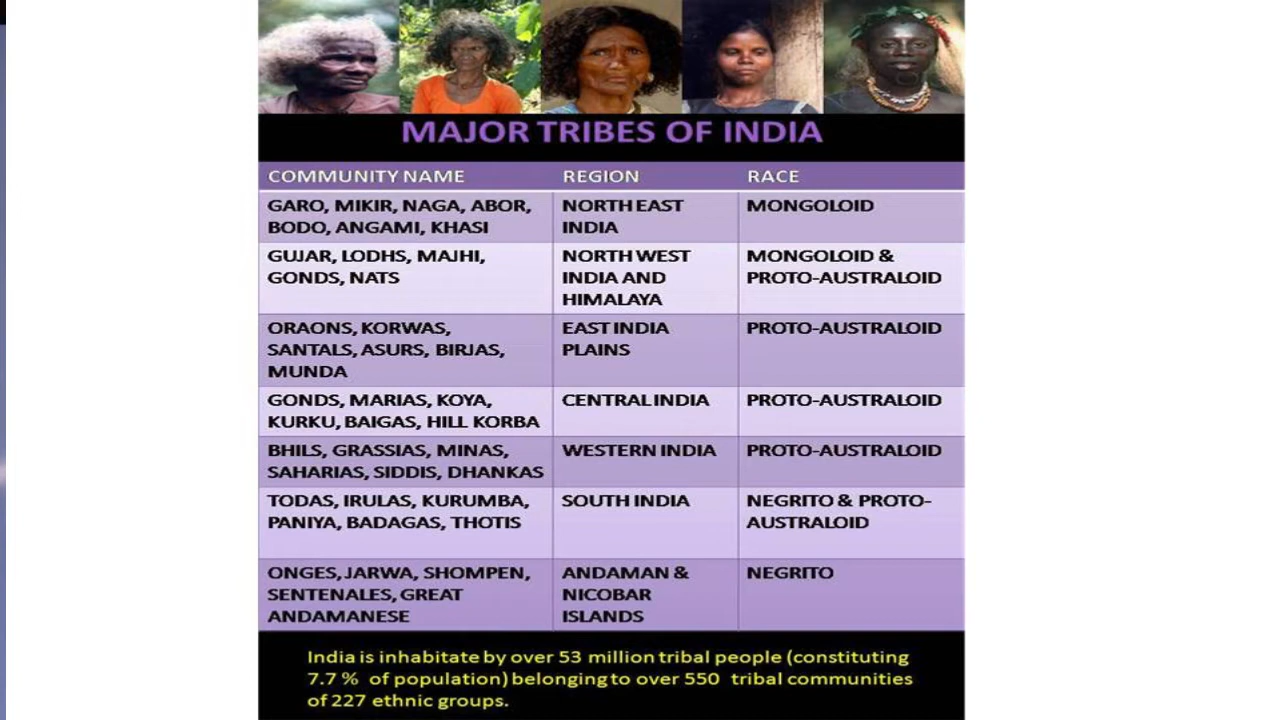 MAJOR TRIBES OF INDIA
COMMUNITY NAME REGION RACE
GARO, MIKIR, NAGA, ABOR, NORTH EAST MONGOLOID
BODO, ANGAMI, KHASI INDIA
GUJAR, LODHS, MAJHI, NORTH WEST MONGOLOID &
GONDS, NATS INDIA AND PROTO-AUSTRALOID
HIMALAYA
ORAONS, KORWAS, EAST INDIA PROTO-AUSTRALOID
SANTALS, ASURS, BIRJAS, PLAINS
MUNDA
GONDS, MARIAS, KOYA, CENTRAL INDIA PROTO-AUSTRALOID
KURKU, BAIGAS, HILL KORBA
BHILS, GRASSIAS, MINAS, WESTERN INDIA PROTO-AUSTRALOID
SAHARIAS, SIDDIS, DHANKAS
TODAS, IRULAS, KURUMBA, SOUTH INDIA NEGRITO & PROTO-
PANIYA, BADAGAS, THOTIS AUSTRALOID
ONGES, JARWA, SHOMPEN, ANDAMAN & NEGRITO
SENTENALES, GREAT NICOBAR
ANDAMANESE ISLANDS
India is inhabitate by over 53 million tribal people (constituting
7.7 % of population) belonging to over 550 tribal communities
of 227 ethnic groups.